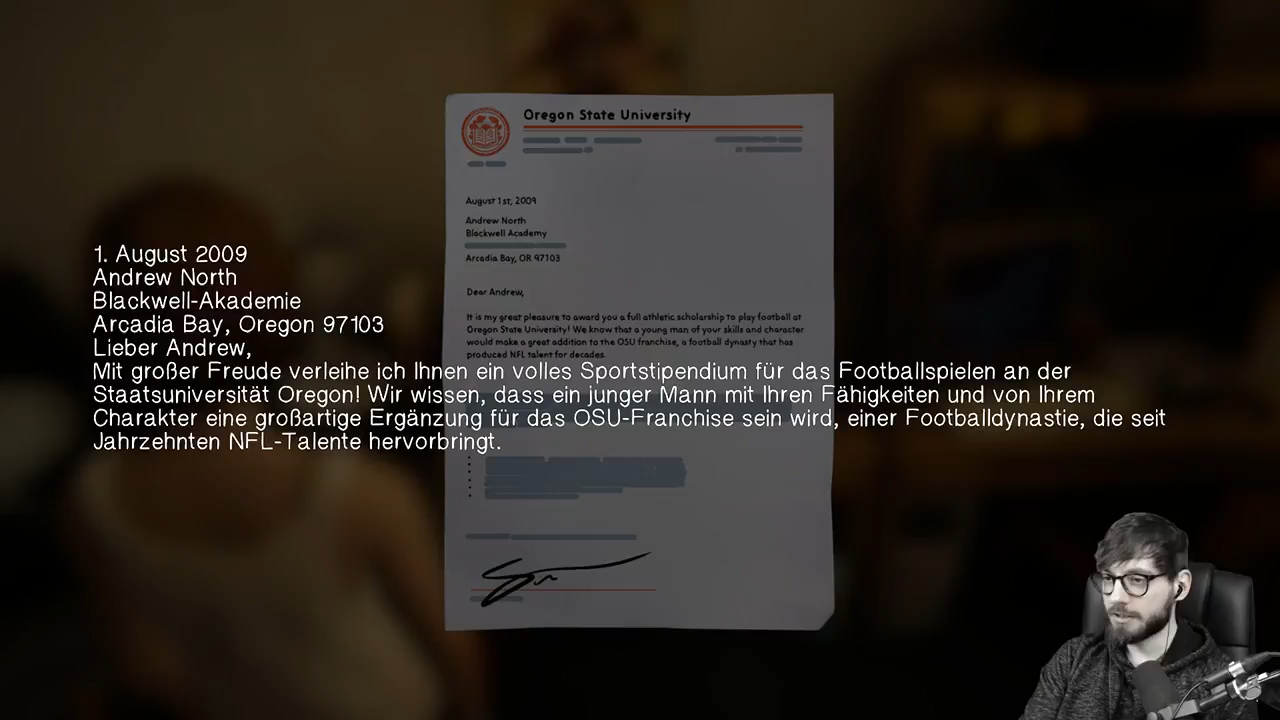 Oregon State University
August 1st, 2009
Andrew North
Blackwell Academy
Arcadia Bay, OR 97103
Dear Andrew,
It is my great pleasure to award you a full athletic scholarship to play football at
Oregon State University! We know that a young man of your skills and character
would make a great addition to the OSU franchise, a football dynasty that has
produced NFL talent for decades.
1. August 2009
Andrew North
Blackwell-Akademie
Arcadia Bay, Oregon 97103
Lieber Andrew,
Mit großer Freude verleihe ich Ihnen ein volles Sportstipendium für das Footballspielen an der
Staatsuniversität Oregon! Wir wissen, dass ein junger Mann mit Ihren Fähigkeiten und von Ihrem
Charakter eine großartige Ergänzung für das OSU-Franchise sein wird, einer Footballdynastie, die seit
Jahrzehnten NFL-Talente hervorbringt.